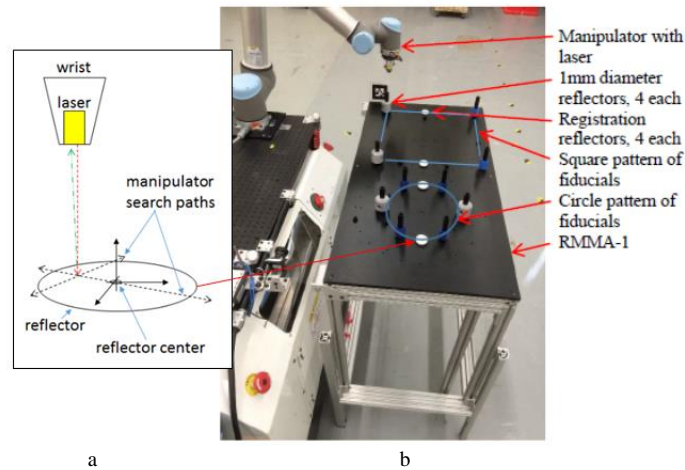 wrist
laser
manipulator
search paths
reflector
reflector center
Manipulator with
laser
1mm diameter
reflectors, 4 each
Registration
reflectors, 4 each
Square pattern of
fiducials
Circle pattern of
fiducials
RMMA-1
a
b